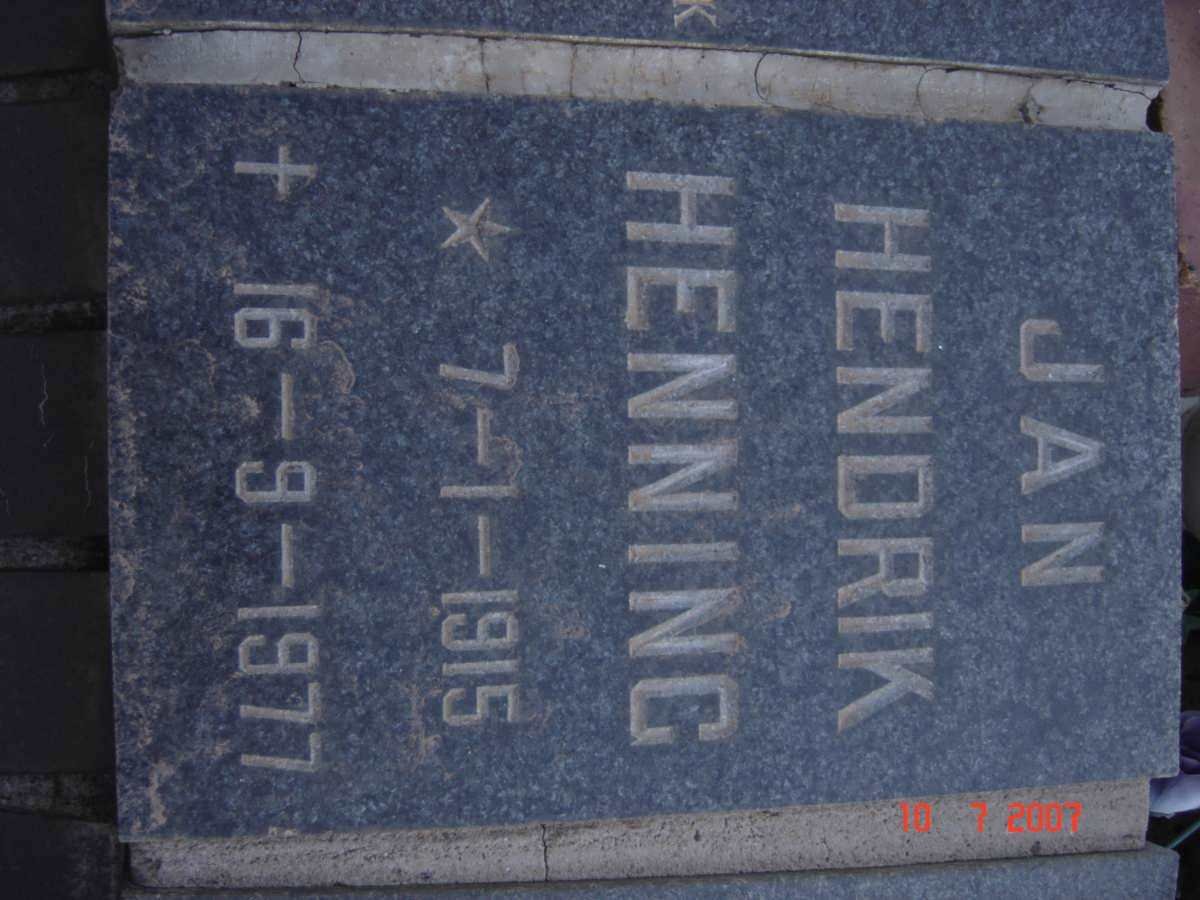 JAN
HENDRIK
HENNING
★ 7-1-1915
+ 16-9-1977
10 7 2007